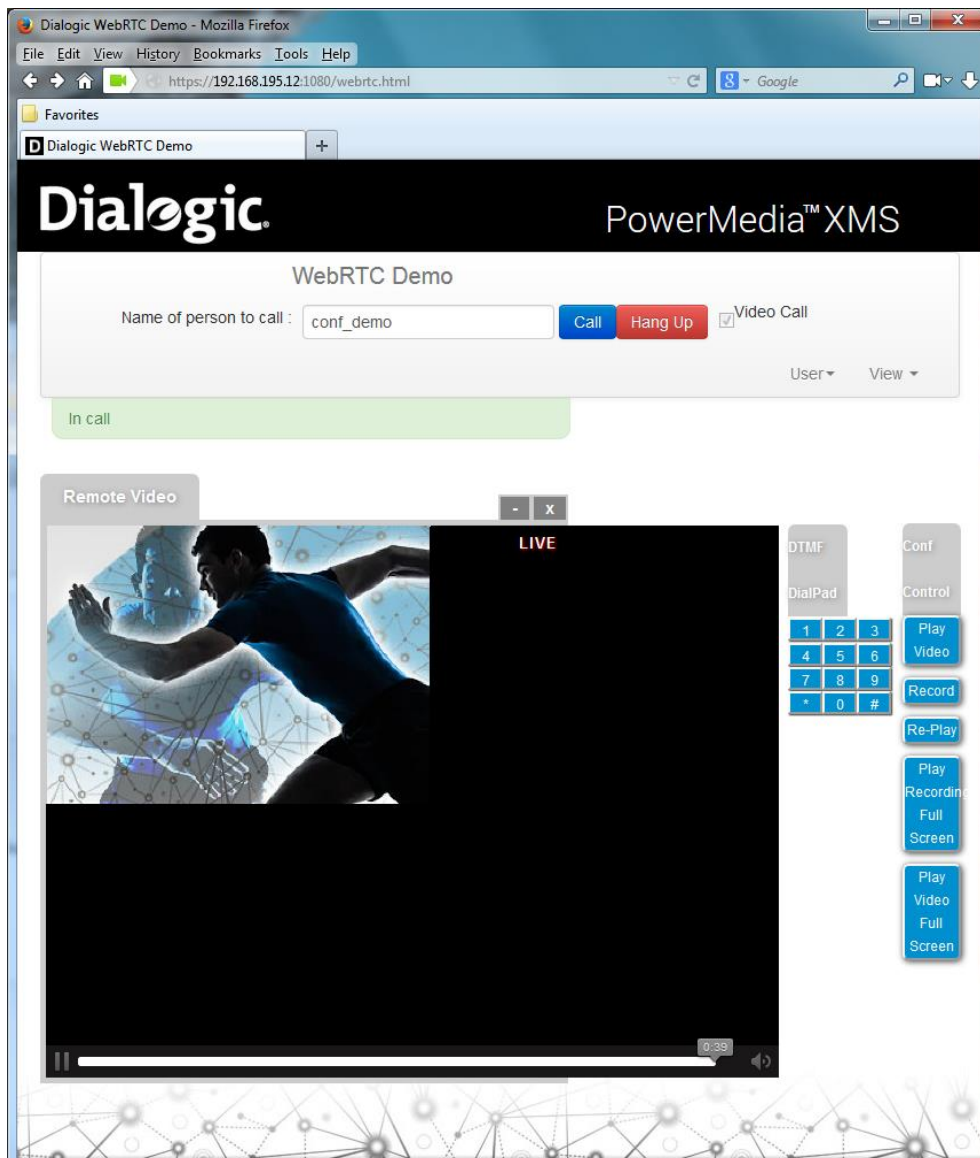 Dialogic WebRTC Demo - Mozilla Firefox
File Edit View History Bookmarks Tools Help
https://192.168.195.12:1080/webrtc.html
8 Google
Favorites
D Dialogic WebRTC Demo +
Dialogic®
PowerMedia™ XMS
WebRTC Demo
Name of person to call : conf_demo Call Hang Up Video Call
User View
In call
Remote Video
- x
LIVE
DTMF
DialPad
1 2 3
4 5 6
7 8 9
* 0 #
Conf
Control
Play
Video
Record
Re-Play
Play
Recording
Full
Screen
Play
Video
Full
Screen
0:39